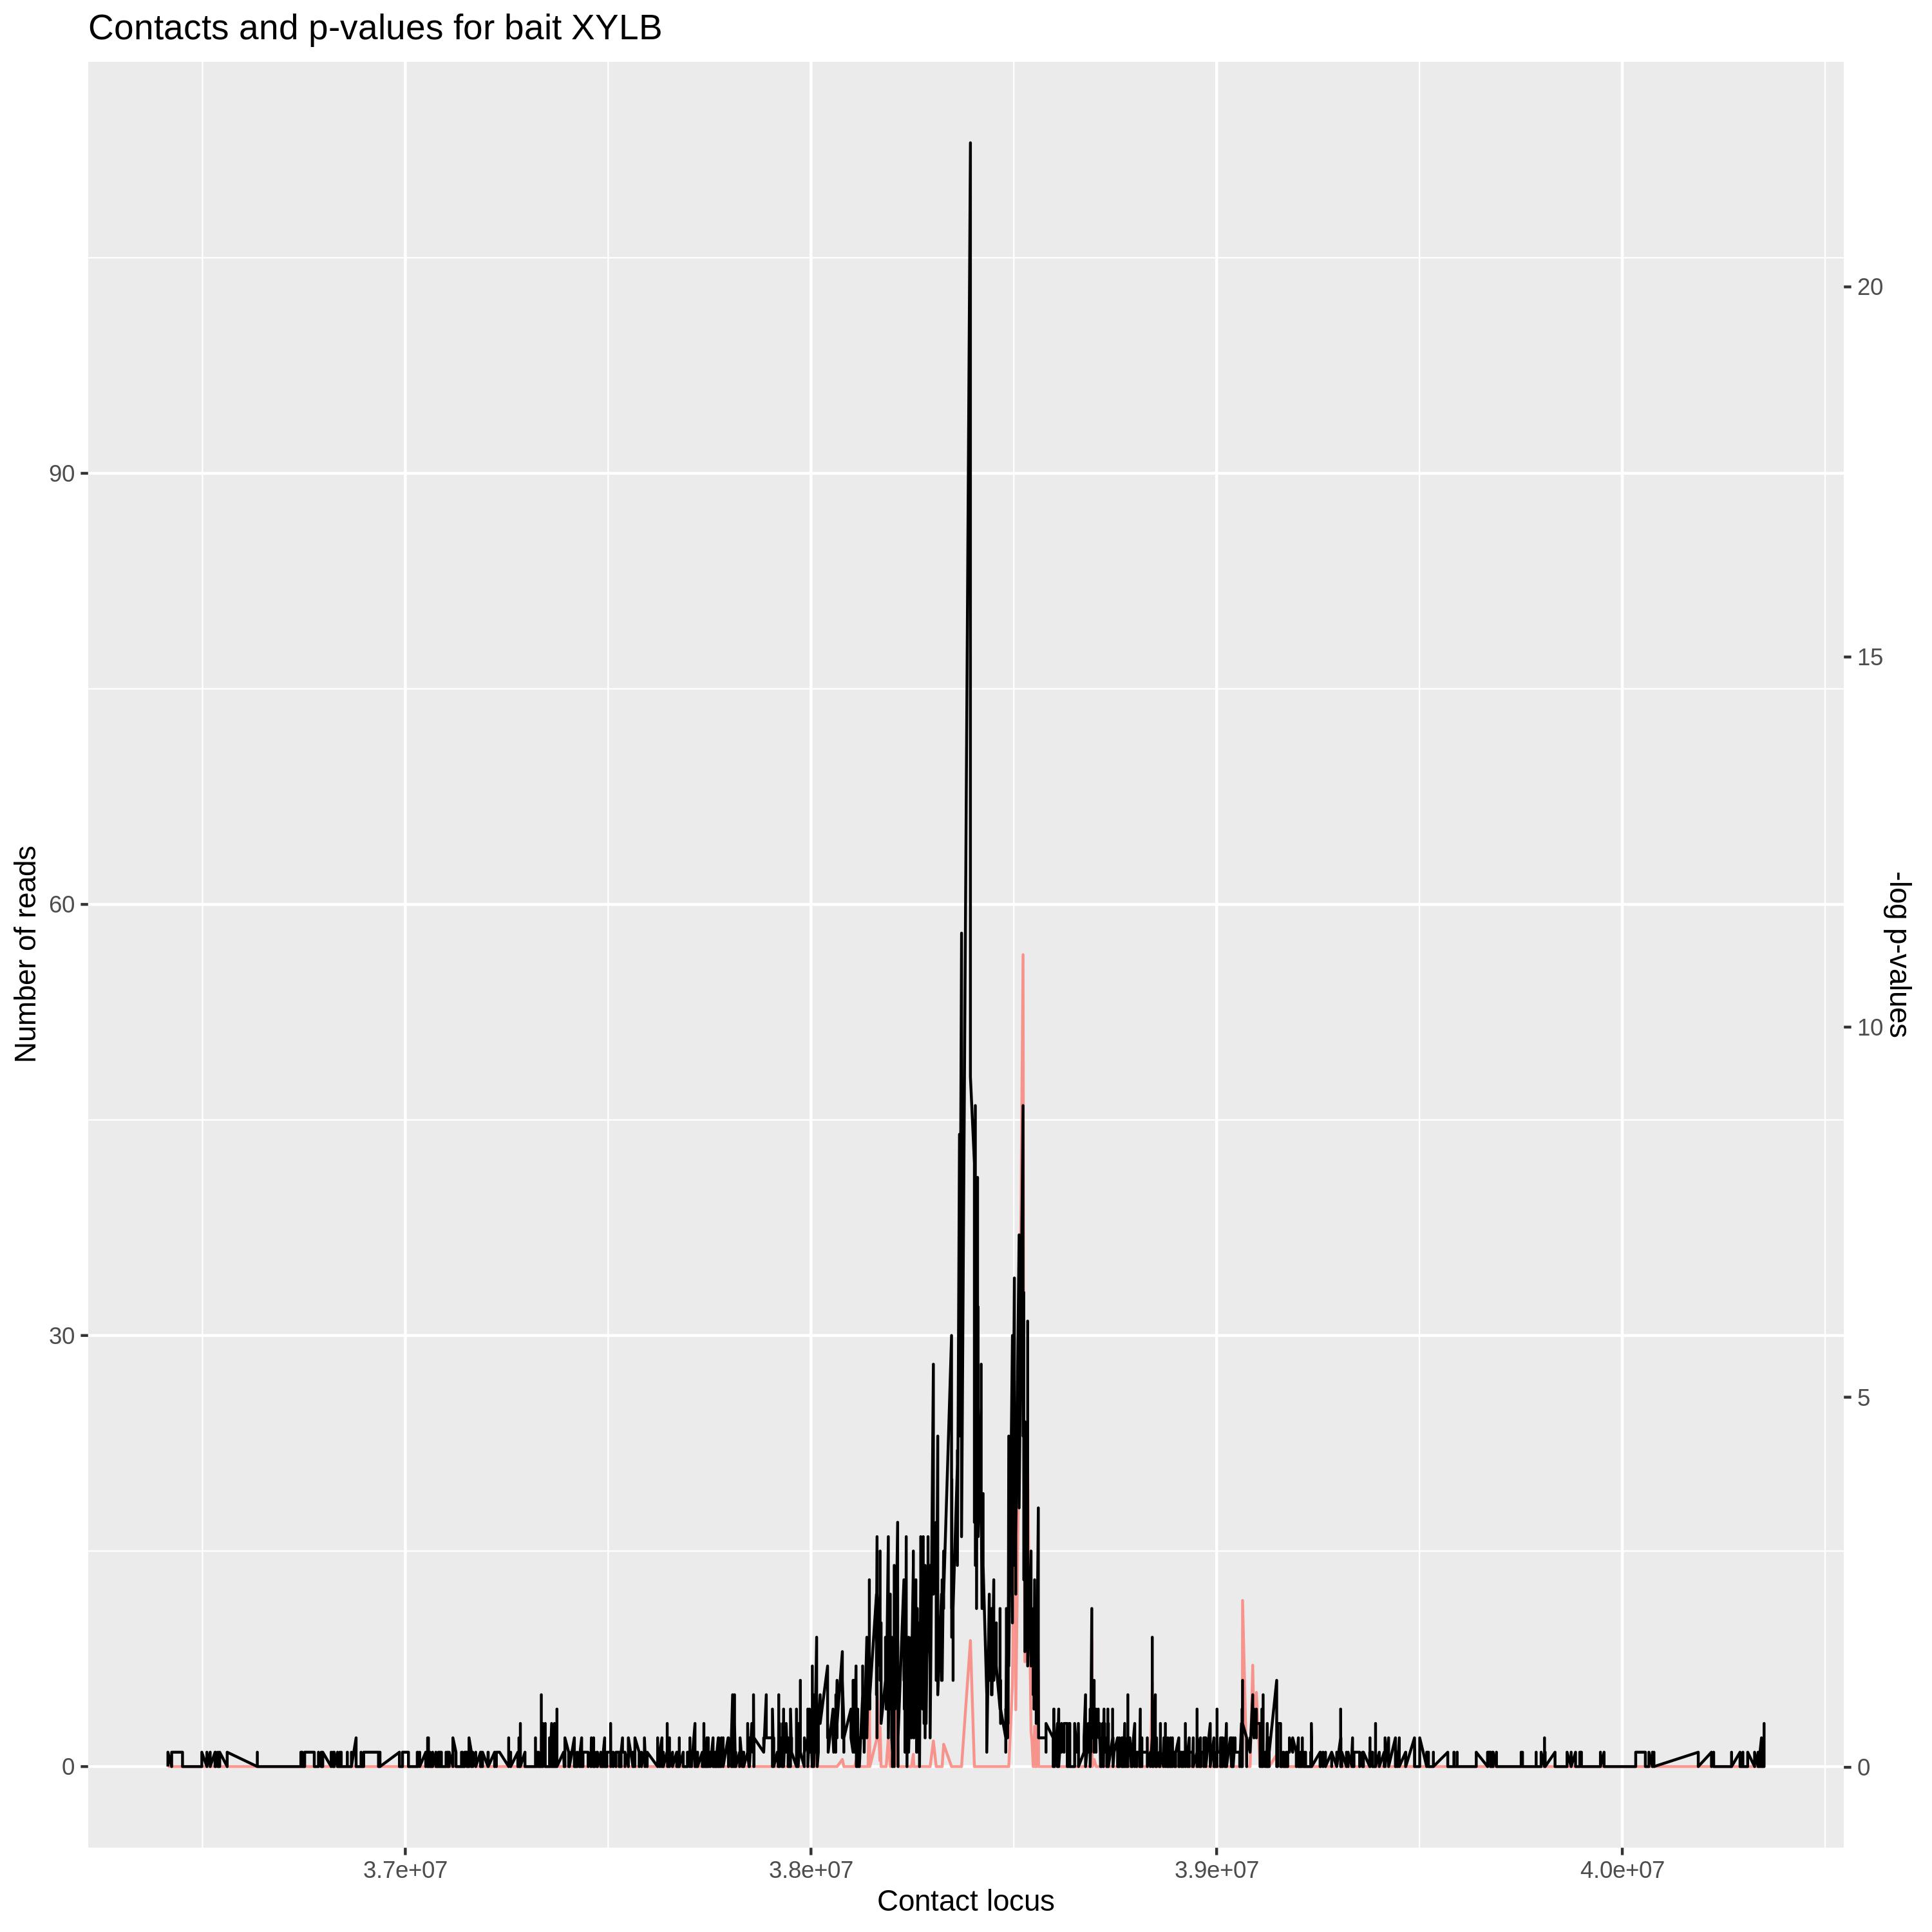 Contacts and p-values for bait XYLB
90
60
30
0
20
15
10
5
0
Number of reads
-log p-values
3.7e+07
3.8e+07
3.9e+07
4.0e+07
Contact locus